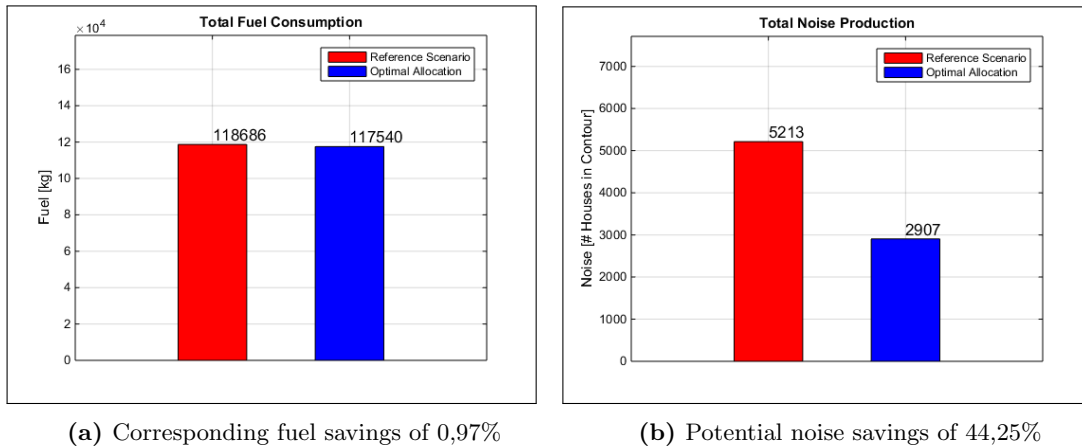 Total Fuel Consumption
×10⁴
Reference Scenario
Optimal Allocation
118686
117540
Fuel [kg]
16
14
12
10
8
6
4
2
0
Total Noise Production
Reference Scenario
Optimal Allocation
5213
2907
Noise [# Houses in Contour]
7000
6000
5000
4000
3000
2000
1000
0
(a) Corresponding fuel savings of 0,97%
(b) Potential noise savings of 44,25%